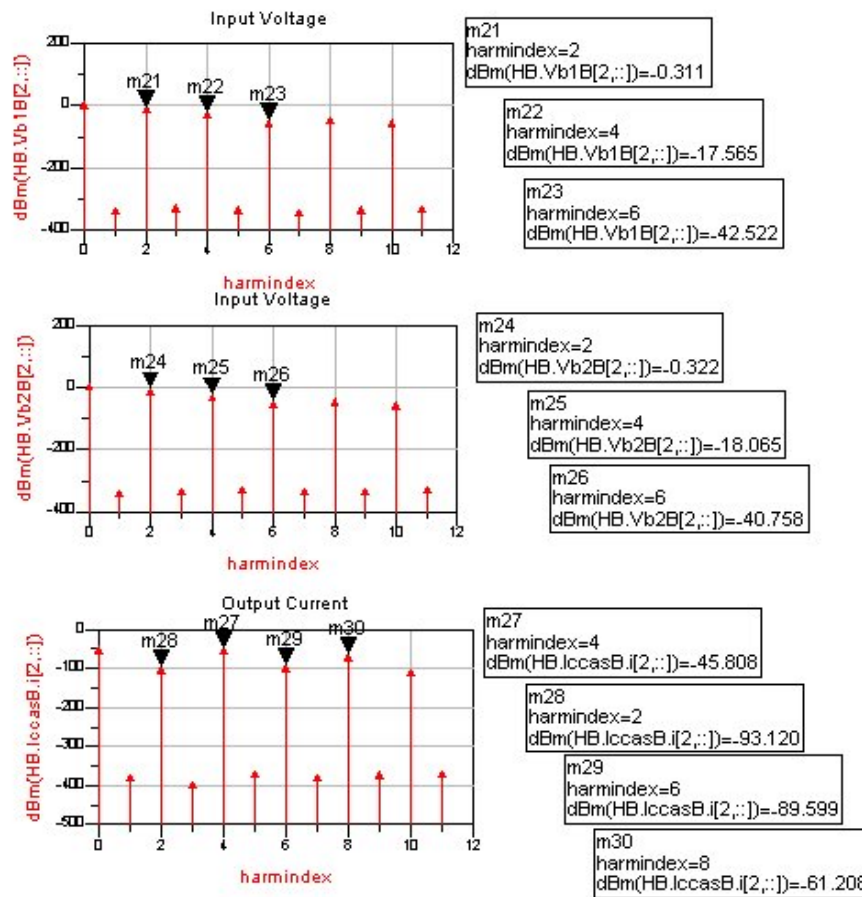 Input Voltage
200
0
-200
-400
dBm(HB.Vb1B[2,::])
m21
m22
m23
0 2 4 6 8 10 12
harmindex
m21
harmindex=2
dBm(HB.Vb1B[2,::])=-0.311
m22
harmindex=4
dBm(HB.Vb1B[2,::])=-17.565
m23
harmindex=6
dBm(HB.Vb1B[2,::])=-42.522
Input Voltage
200
0
-200
-400
dBm(HB.Vb2B[2,::])
m24
m25
m26
0 2 4 6 8 10 12
harmindex
m24
harmindex=2
dBm(HB.Vb2B[2,::])=-0.322
m25
harmindex=4
dBm(HB.Vb2B[2,::])=-18.065
m26
harmindex=6
dBm(HB.Vb2B[2,::])=-40.758
Output Current
0
-100
-200
-300
-400
-500
dBm(HB.IccasB.i[2,::])
m28
m27
m29
m30
0 2 4 6 8 10 12
harmindex
m27
harmindex=4
dBm(HB.IccasB.i[2,::])=-45.808
m28
harmindex=2
dBm(HB.IccasB.i[2,::])=-93.120
m29
harmindex=6
dBm(HB.IccasB.i[2,::])=-89.599
m30
harmindex=8
dBm(HB.IccasB.i[2,::])=-61.208